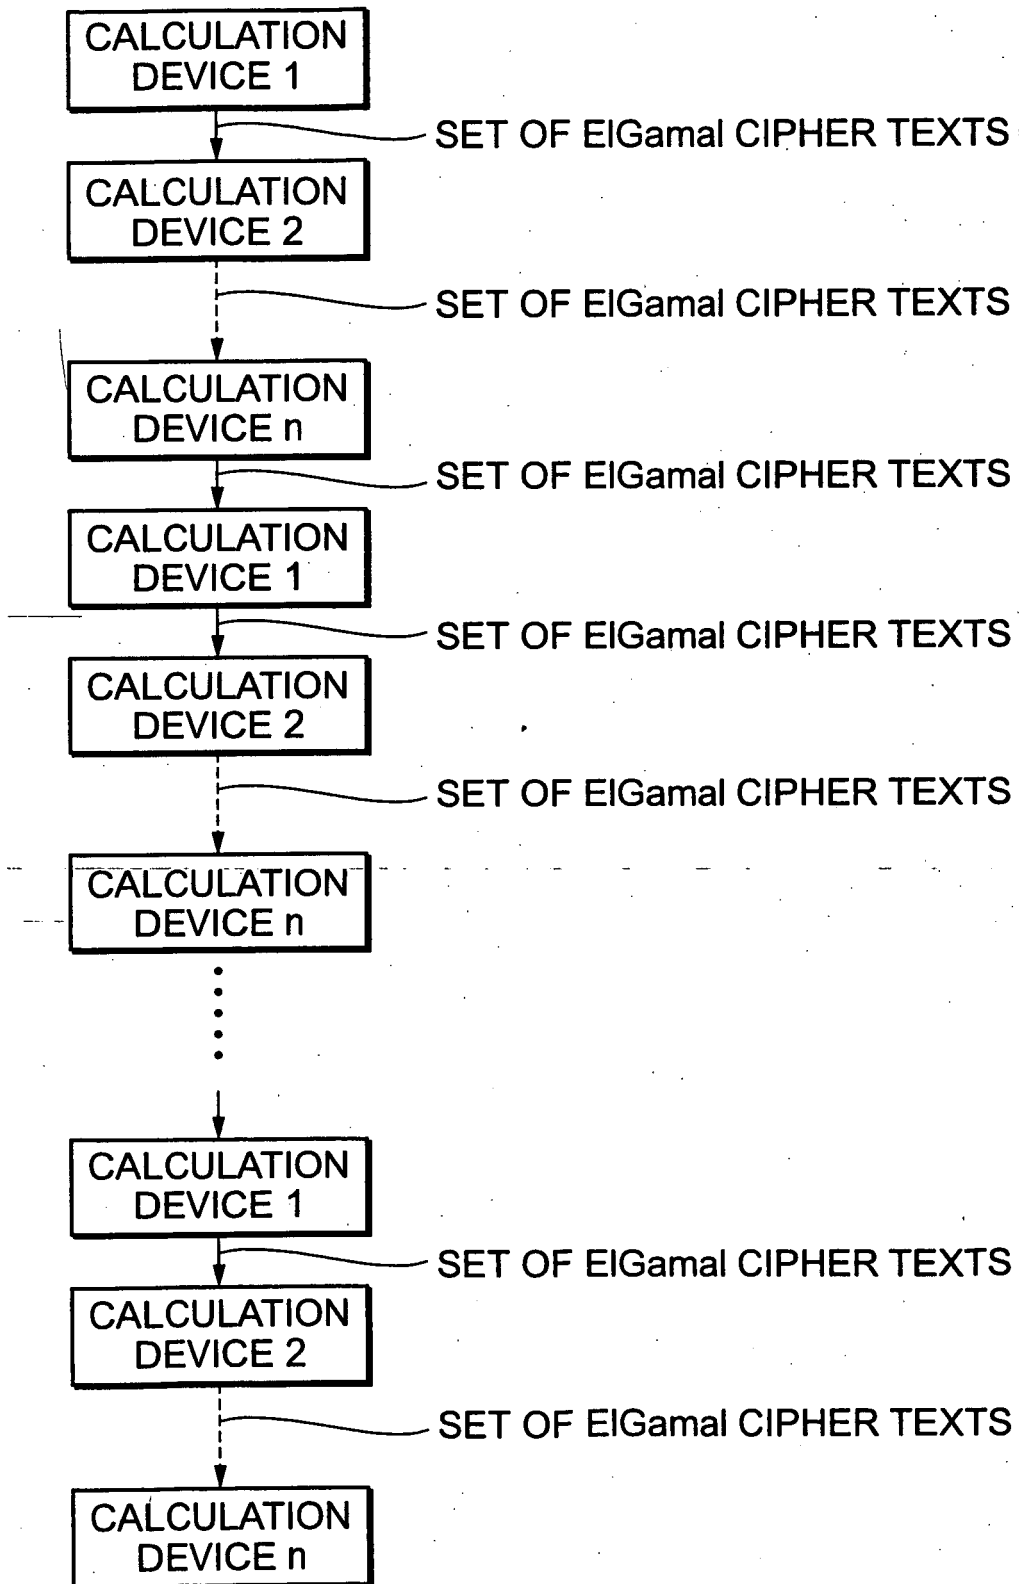 CALCULATION
DEVICE 1
SET OF ElGamal CIPHER TEXTS
CALCULATION
DEVICE 2
SET OF ElGamal CIPHER TEXTS
CALCULATION
DEVICE n
SET OF ElGamal CIPHER TEXTS
CALCULATION
DEVICE 1
SET OF ElGamal CIPHER TEXTS
CALCULATION
DEVICE 2
SET OF ElGamal CIPHER TEXTS
CALCULATION
DEVICE n
CALCULATION
DEVICE 1
SET OF ElGamal CIPHER TEXTS
CALCULATION
DEVICE 2
SET OF ElGamal CIPHER TEXTS
CALCULATION
DEVICE n